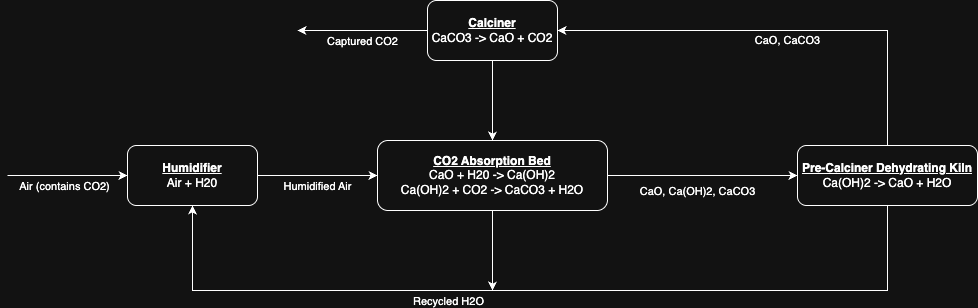 Calciner
CaCO3 -> CaO + CO2
Captured CO2
CaO, CaCO3
Humidifier
Air + H20
Air (contains CO2)
Humidified Air
CO2 Absorption Bed
CaO + H20 -> Ca(OH)2
Ca(OH)2 + CO2 -> CaCO3 + H2O
CaO, Ca(OH)2, CaCO3
Pre-Calciner Dehydrating Kiln
Ca(OH)2 -> CaO + H2O
Recycled H2O